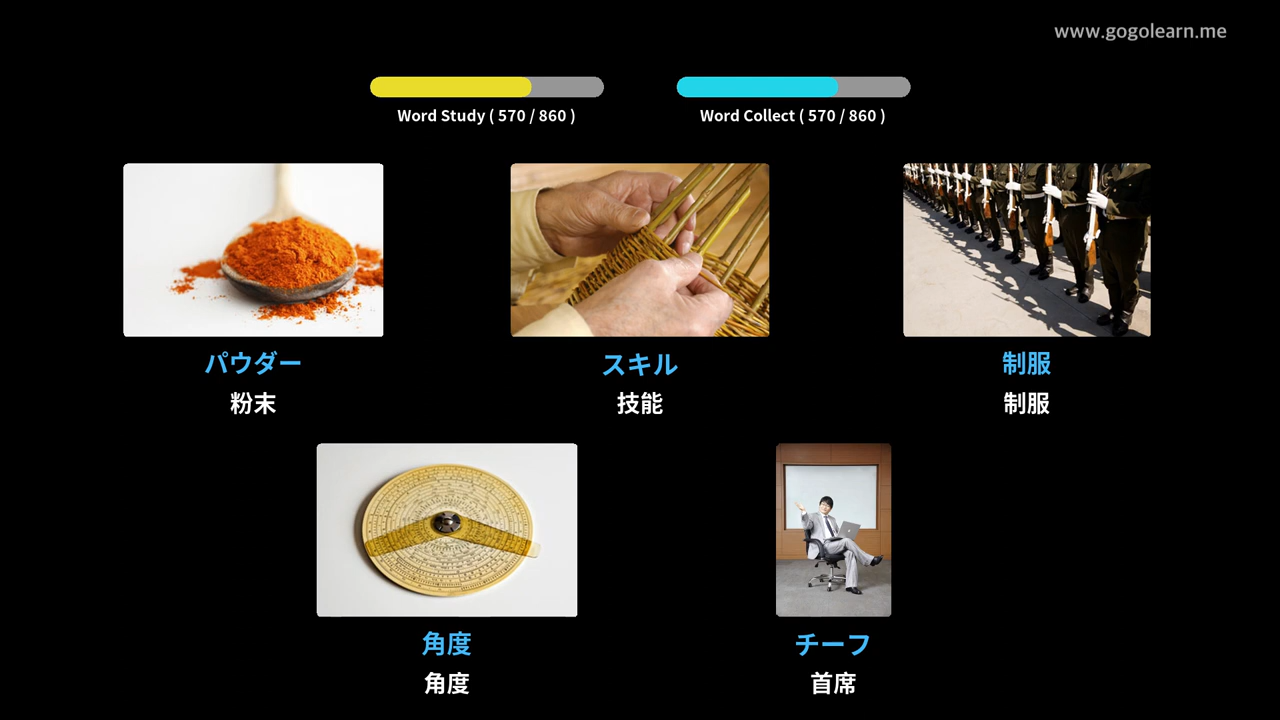 www.gogolearn.me
Word Study ( 570 / 860 )
Word Collect ( 570 / 860 )
パウダー
粉末
スキル
技能
制服
制服
角度
角度
チーフ
首席